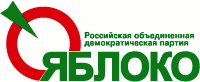 Российская объединенная
демократическая партия
ЯБЛОКО